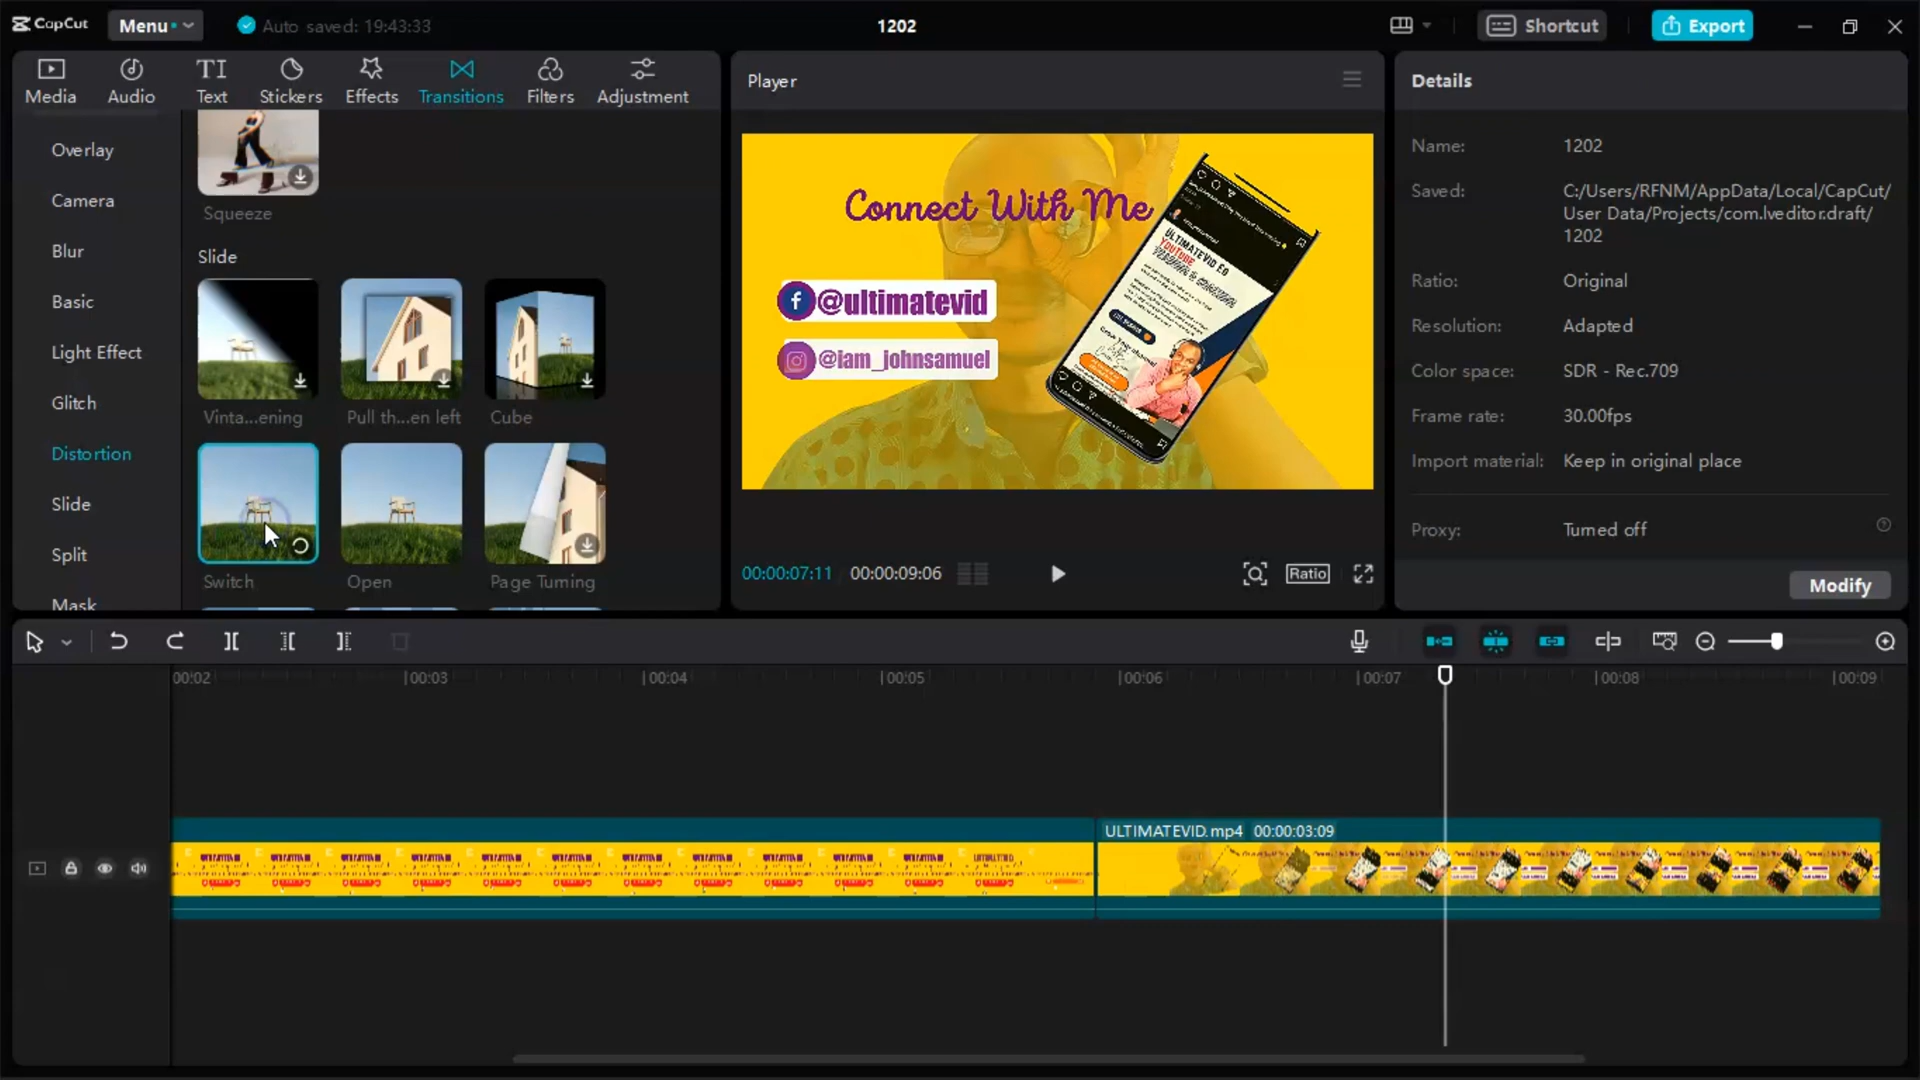 CapCut
Menu
Auto saved: 19:43:33
1202
Shortcut
Export
Media
Audio
Text
Stickers
Effects
Transitions
Filters
Adjustment
Overlay
Camera
Blur
Basic
Light Effect
Glitch
Distortion
Slide
Split
Mask
Squeeze
Slide
Vinta...ening
Pull th...en left
Cube
Switch
Open
Page Turning
Player
Connect With Me
@ultimatevid
@iam_johnsamuel
ULTIMATEVID EG
YOUTUBE
00:00:07:11
00:00:09:06
Ratio
Details
Name: 1202
Saved: C:/Users/RFNM/AppData/Local/CapCut/
User Data/Projects/com.lveditor.draft/
1202
Ratio: Original
Resolution: Adapted
Color space: SDR - Rec.709
Frame rate: 30.00fps
Import material: Keep in original place
Proxy: Turned off
Modify
00:02
00:03
00:04
00:05
00:06
00:07
00:08
00:09
ULTIMATEVID.mp4 00:00:03:09